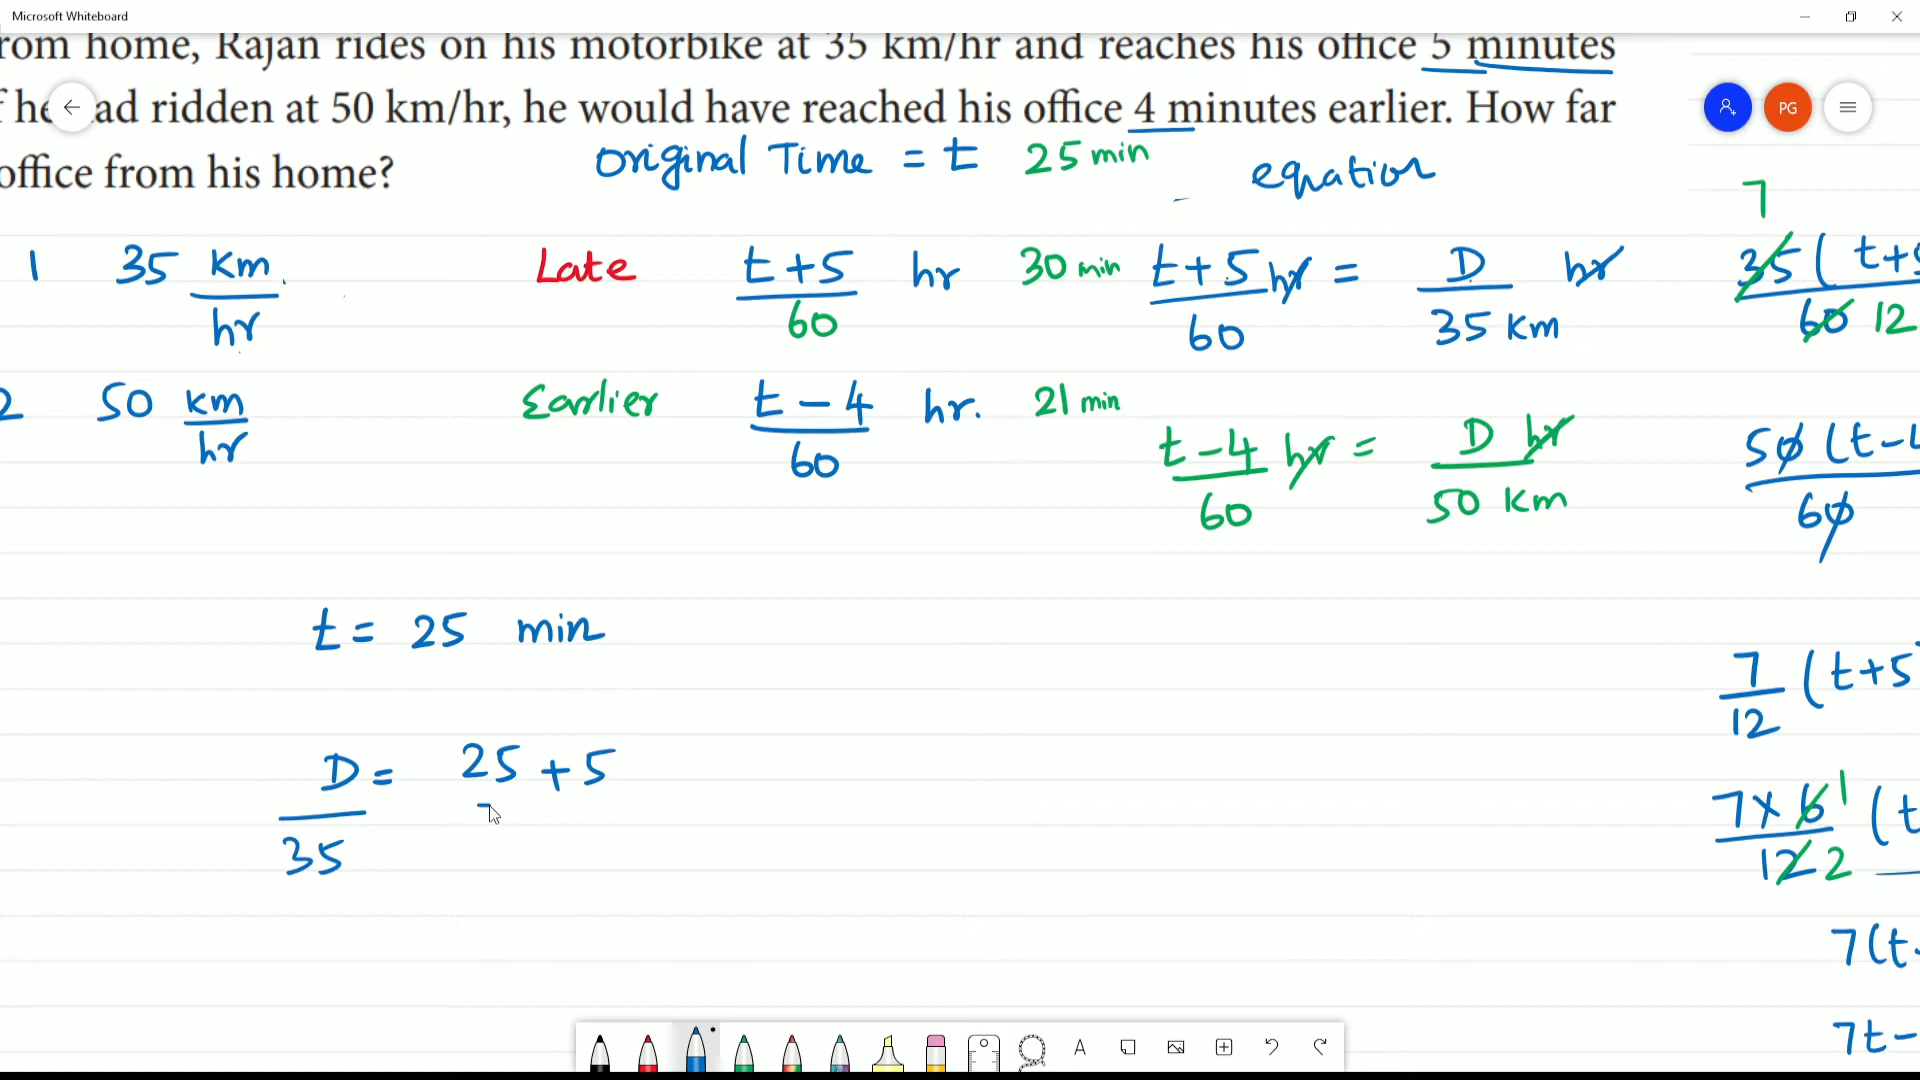 Microsoft Whiteboard
rom home, Rajan rides on his motorbike at 35 km/hr and reaches his office 5 minutes
he ad ridden at 50 km/hr, he would have reached his office 4 minutes earlier. How far
office from his home?
PG
original Time = t 25 min
equation
1 35 km/hr Late t+5/60 hr 30 min t+5/60 hr = D/35 km hr
7
35 ( t+5
60 12
2 50 km/hr Earlier t-4/60 hr. 21 min
t-4/60 hr = D hr/50 km
50 (t-4
60
t = 25 min
7/12 (t+5
D/35 = 25 + 5
7 x 6 1 (t
12 2
7(t
7t -
A